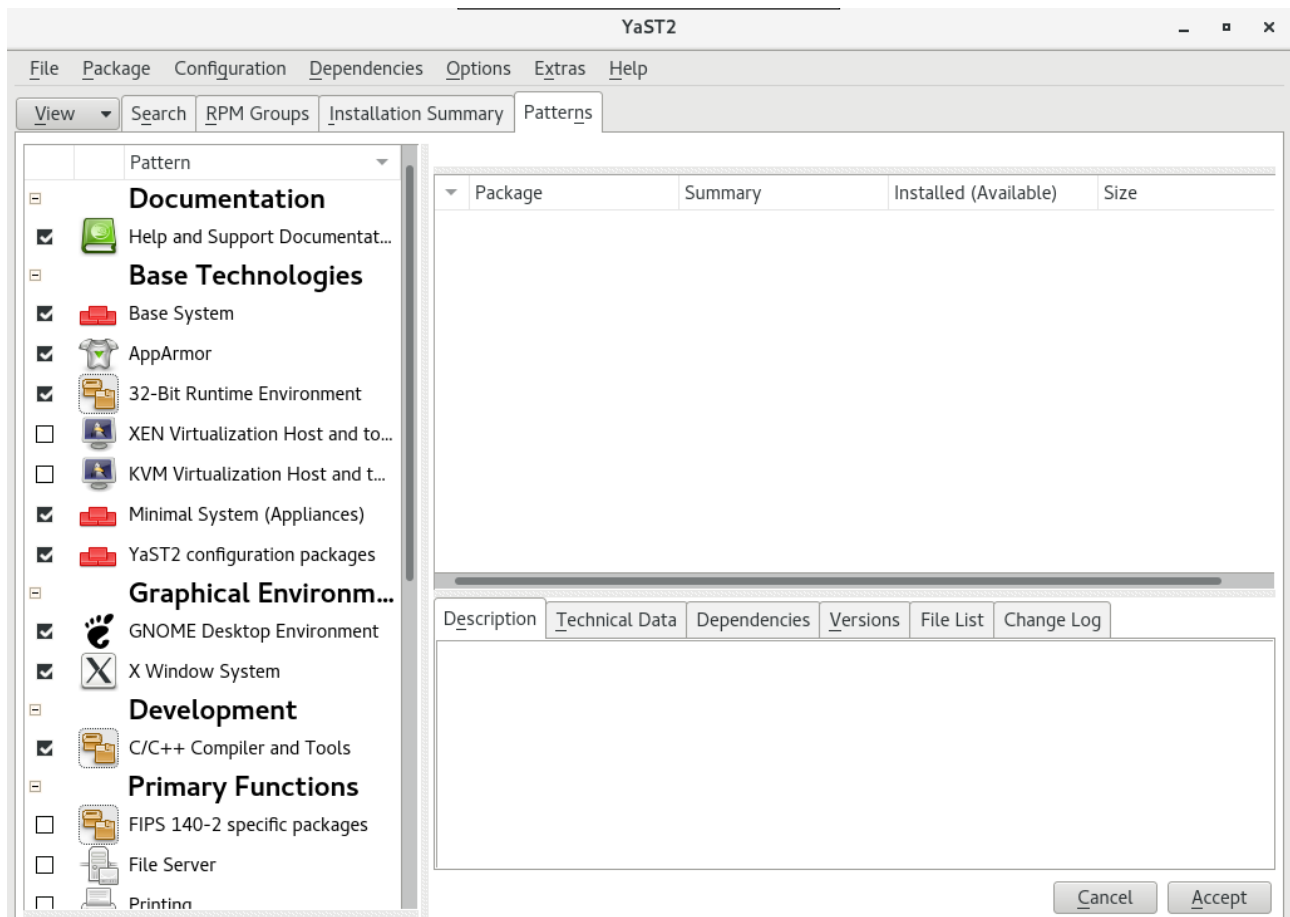 YaST2
File Package Configuration Dependencies Options Extras Help
View Search RPM Groups Installation Summary Patterns
Pattern
Documentation
Help and Support Documentat...
Base Technologies
Base System
AppArmor
32-Bit Runtime Environment
XEN Virtualization Host and to...
KVM Virtualization Host and t...
Minimal System (Appliances)
YaST2 configuration packages
Graphical Environm...
GNOME Desktop Environment
X Window System
Development
C/C++ Compiler and Tools
Primary Functions
FIPS 140-2 specific packages
File Server
Printing
Package Summary Installed (Available) Size
Description Technical Data Dependencies Versions File List Change Log
Cancel Accept